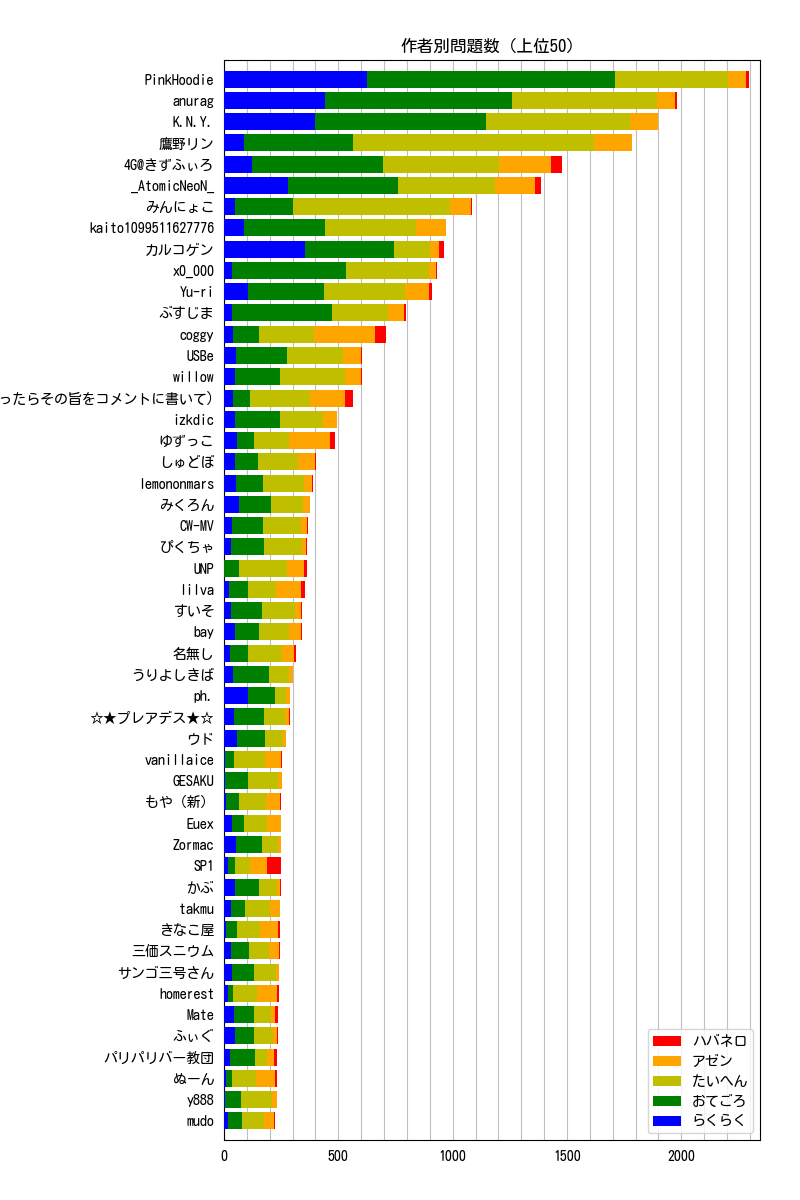 作者別問題数 (上位50)
PinkHoodie
anurag
K.N.Y.
鷹野リン
4G@きずふぃろ
_AtomicNeoN_
みんにょこ
kaito1099511627776
カルコゲン
x0_000
Yu-ri
ぶすじま
coggy
USBe
willow
ったらその旨をコメントに書いて)
izkdic
ゆずっこ
しゅどぼ
lemononmars
みくろん
CW-MV
ぴくちゃ
UNP
lilva
すいそ
bay
名無し
うりよしきば
ph.
☆★プレアデス★☆
ウド
vanillaice
GESAKU
もや (新)
Euex
Zormac
SP1
かぶ
takmu
きなこ屋
三価スニウム
サンゴ三号さん
homerest
Mate
ふぃぐ
パリパリバー教団
ぬーん
y888
mudo
ハバネロ
アゼン
たいへん
おてごろ
らくらく
0 500 1000 1500 2000